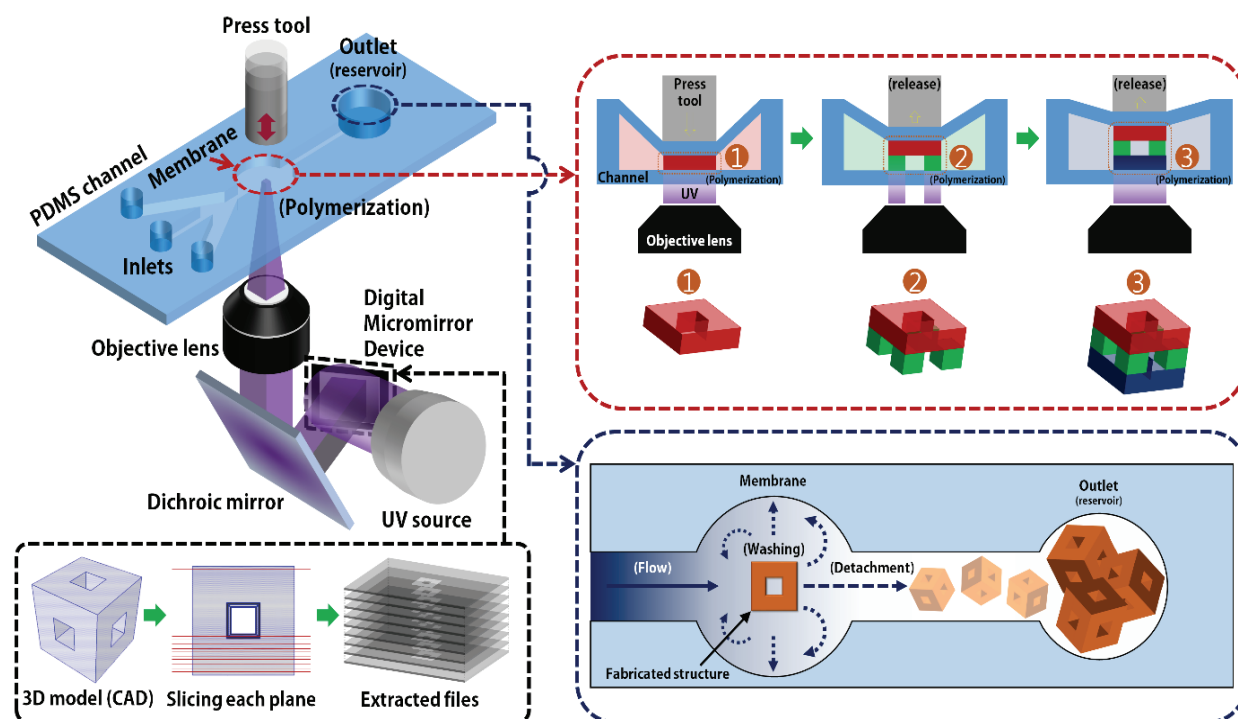 Press tool
Outlet
(reservoir)
Membrane
PDMS channel
(Polymerization)
Inlets
Objective lens
Digital
Micromirror
Device
Dichroic mirror
UV source
3D model (CAD)
Slicing each plane
Extracted files
Press
tool
(release)
(release)
1
2
3
Channel
(Polymerization)
(Polymerization)
(Polymerization)
UV
Objective lens
1
2
3
Membrane
Outlet
(reservoir)
(Washing)
(Flow)
(Detachment)
Fabricated structure